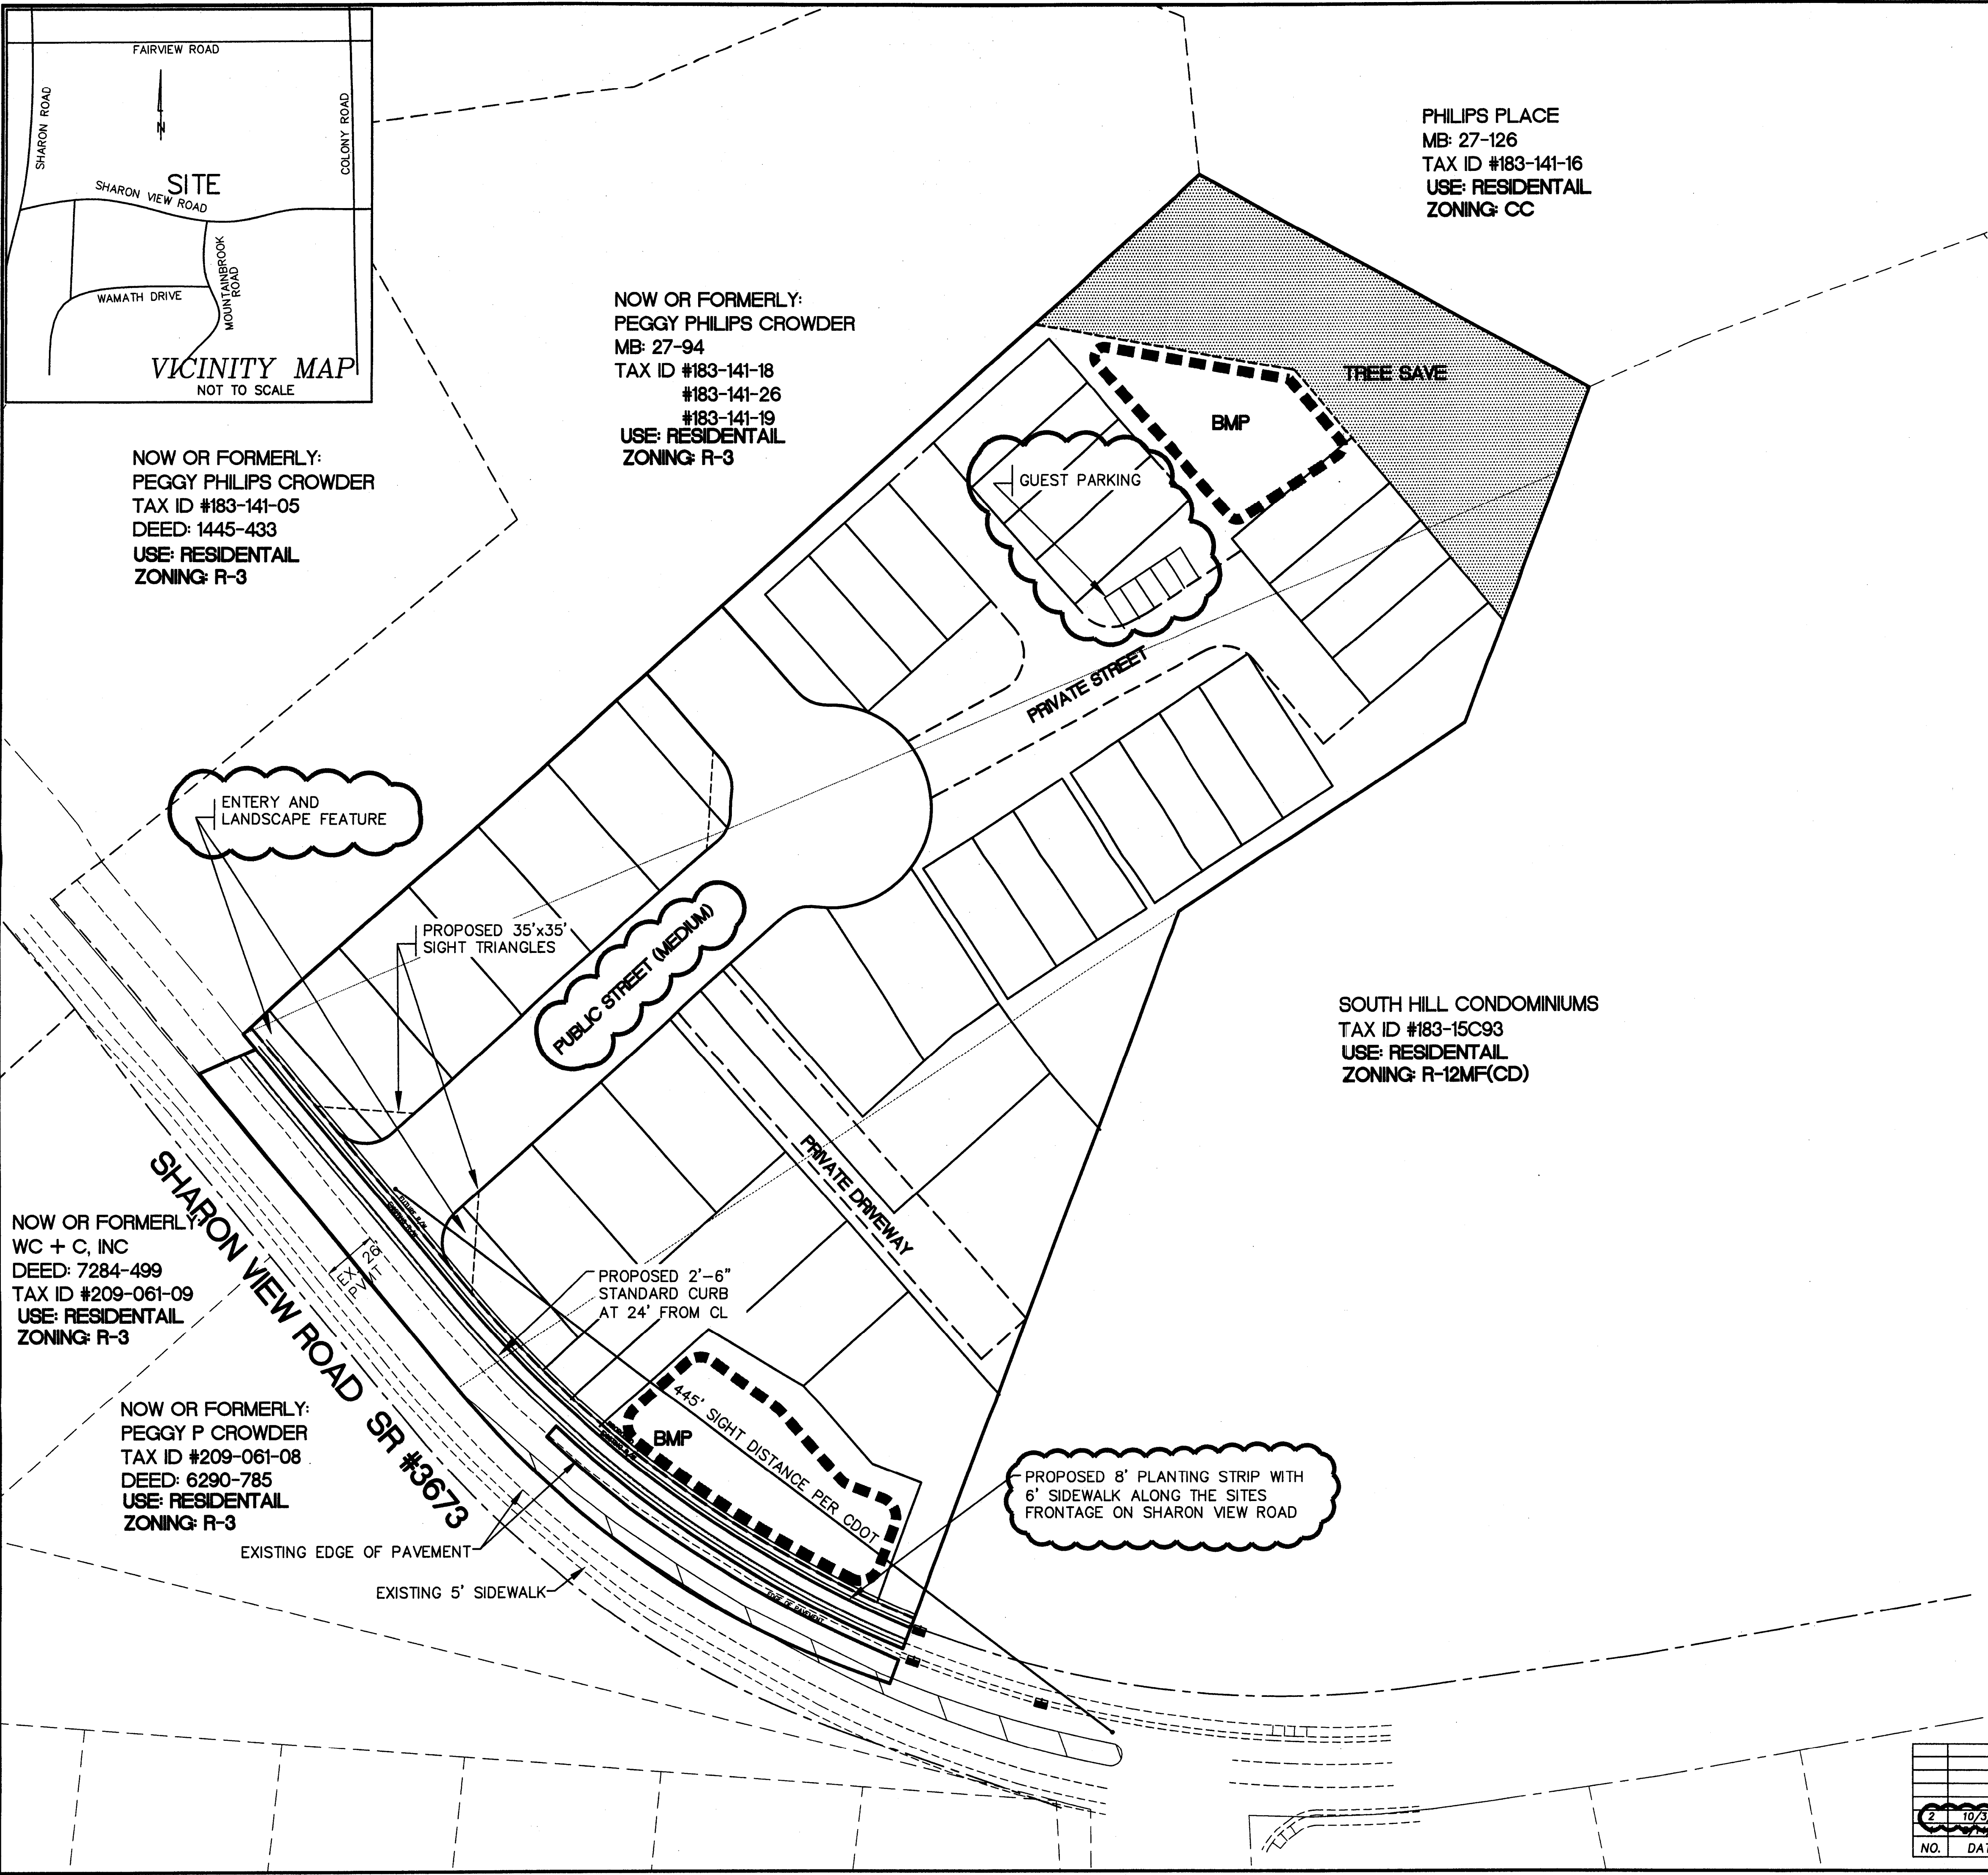 FAIRVIEW ROAD
SHARON ROAD
N
COLONY ROAD
SITE
SHARON VIEW ROAD
MOUNTAINBROOK
ROAD
WAMATH DRIVE
VICINITY MAP
NOT TO SCALE
PHILIPS PLACE
MB: 27-126
TAX ID #183-141-16
USE: RESIDENTAIL
ZONING: CC
NOW OR FORMERLY:
PEGGY PHILIPS CROWDER
MB: 27-94
TAX ID #183-141-18
#183-141-26
#183-141-19
USE: RESIDENTAIL
ZONING: R-3
NOW OR FORMERLY:
PEGGY PHILIPS CROWDER
TAX ID #183-141-05
DEED: 1445-433
USE: RESIDENTAIL
ZONING: R-3
TREE SAVE
BMP
GUEST PARKING
PRIVATE STREET
ENTERY AND
LANDSCAPE FEATURE
PROPOSED 35'x35'
SIGHT TRIANGLES
PUBLIC STREET (MEDIUM)
SOUTH HILL CONDOMINIUMS
TAX ID #183-15C93
USE: RESIDENTAIL
ZONING: R-12MF(CD)
PRIVATE DRIVEWAY
SHARON VIEW ROAD SR #3673
NOW OR FORMERLY:
WC + C, INC
DEED: 7284-499
TAX ID #209-061-09
USE: RESIDENTAIL
ZONING: R-3
EX. 26'
PVMT
PROPOSED 2'-6"
STANDARD CURB
AT 24' FROM CL
NOW OR FORMERLY:
PEGGY P CROWDER
TAX ID #209-061-08
DEED: 6290-785
USE: RESIDENTAIL
ZONING: R-3
BMP
445' SIGHT DISTANCE PER CDOT
PROPOSED 8' PLANTING STRIP WITH
6' SIDEWALK ALONG THE SITES
FRONTAGE ON SHARON VIEW ROAD
EXISTING EDGE OF PAVEMENT
EXISTING 5' SIDEWALK
EDGE OF PAVEMENT
2 10/3
NO. DAT